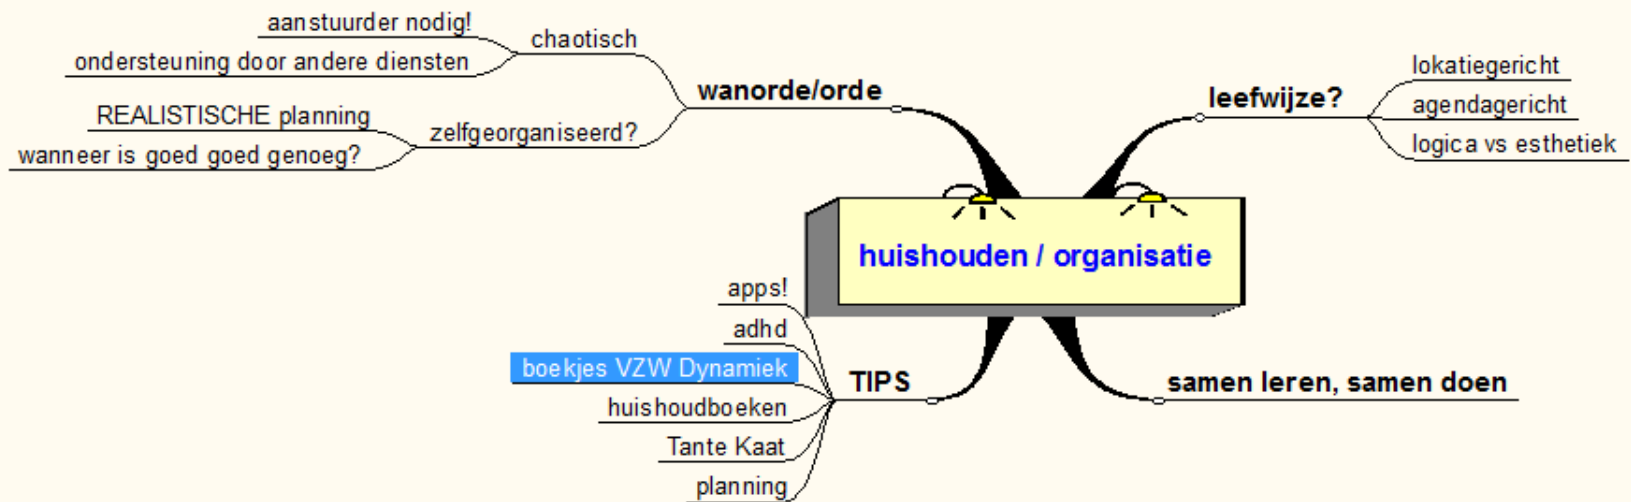 aanstuurder nodig!
ondersteuning door andere diensten
chaotisch
REALISTISCHE planning
wanneer is goed goed genoeg?
zelfgeorganiseerd?
wanorde/orde
leefwijze?
lokatiegericht
agendagericht
logica vs esthetiek
huishouden / organisatie
apps!
adhd
boekjes VZW Dynamiek
huishoudboeken
Tante Kaat
planning
TIPS
samen leren, samen doen